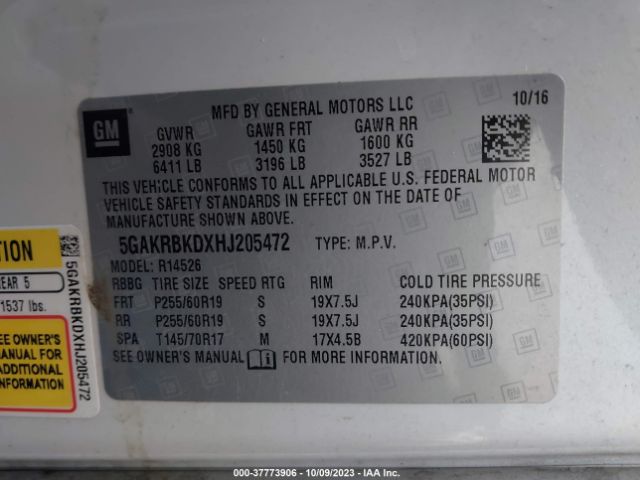 GM
MFD BY GENERAL MOTORS LLC 10/16
GVWR GAWR FRT GAWR RR
2908 KG 1450 KG 1600 KG
6411 LB 3196 LB 3527 LB
THIS VEHICLE CONFORMS TO ALL APPLICABLE U.S. FEDERAL MOTOR
VEHICLE SAFETY STANDARDS IN EFFECT ON THE DATE OF
MANUFACTURE SHOWN ABOVE.
5GAKRBKDXHJ205472 TYPE: M.P.V.
MODEL: R14526
RBBG TIRE SIZE SPEED RTG RIM COLD TIRE PRESSURE
FRT P255/60R19 S 19X7.5J 240KPA(35PSI)
RR P255/60R19 S 19X7.5J 240KPA(35PSI)
SPA T145/70R17 M 17X4.5B 420KPA(60PSI)
SEE OWNER'S MANUAL FOR MORE INFORMATION.
TION
EAR 5
1537 lbs.
EE OWNER'S
MANUAL FOR
ADDITIONAL
FORMATION
5GAKRBKDXHJ205472
000-37773906 - 10/09/2023 - IAA Inc.